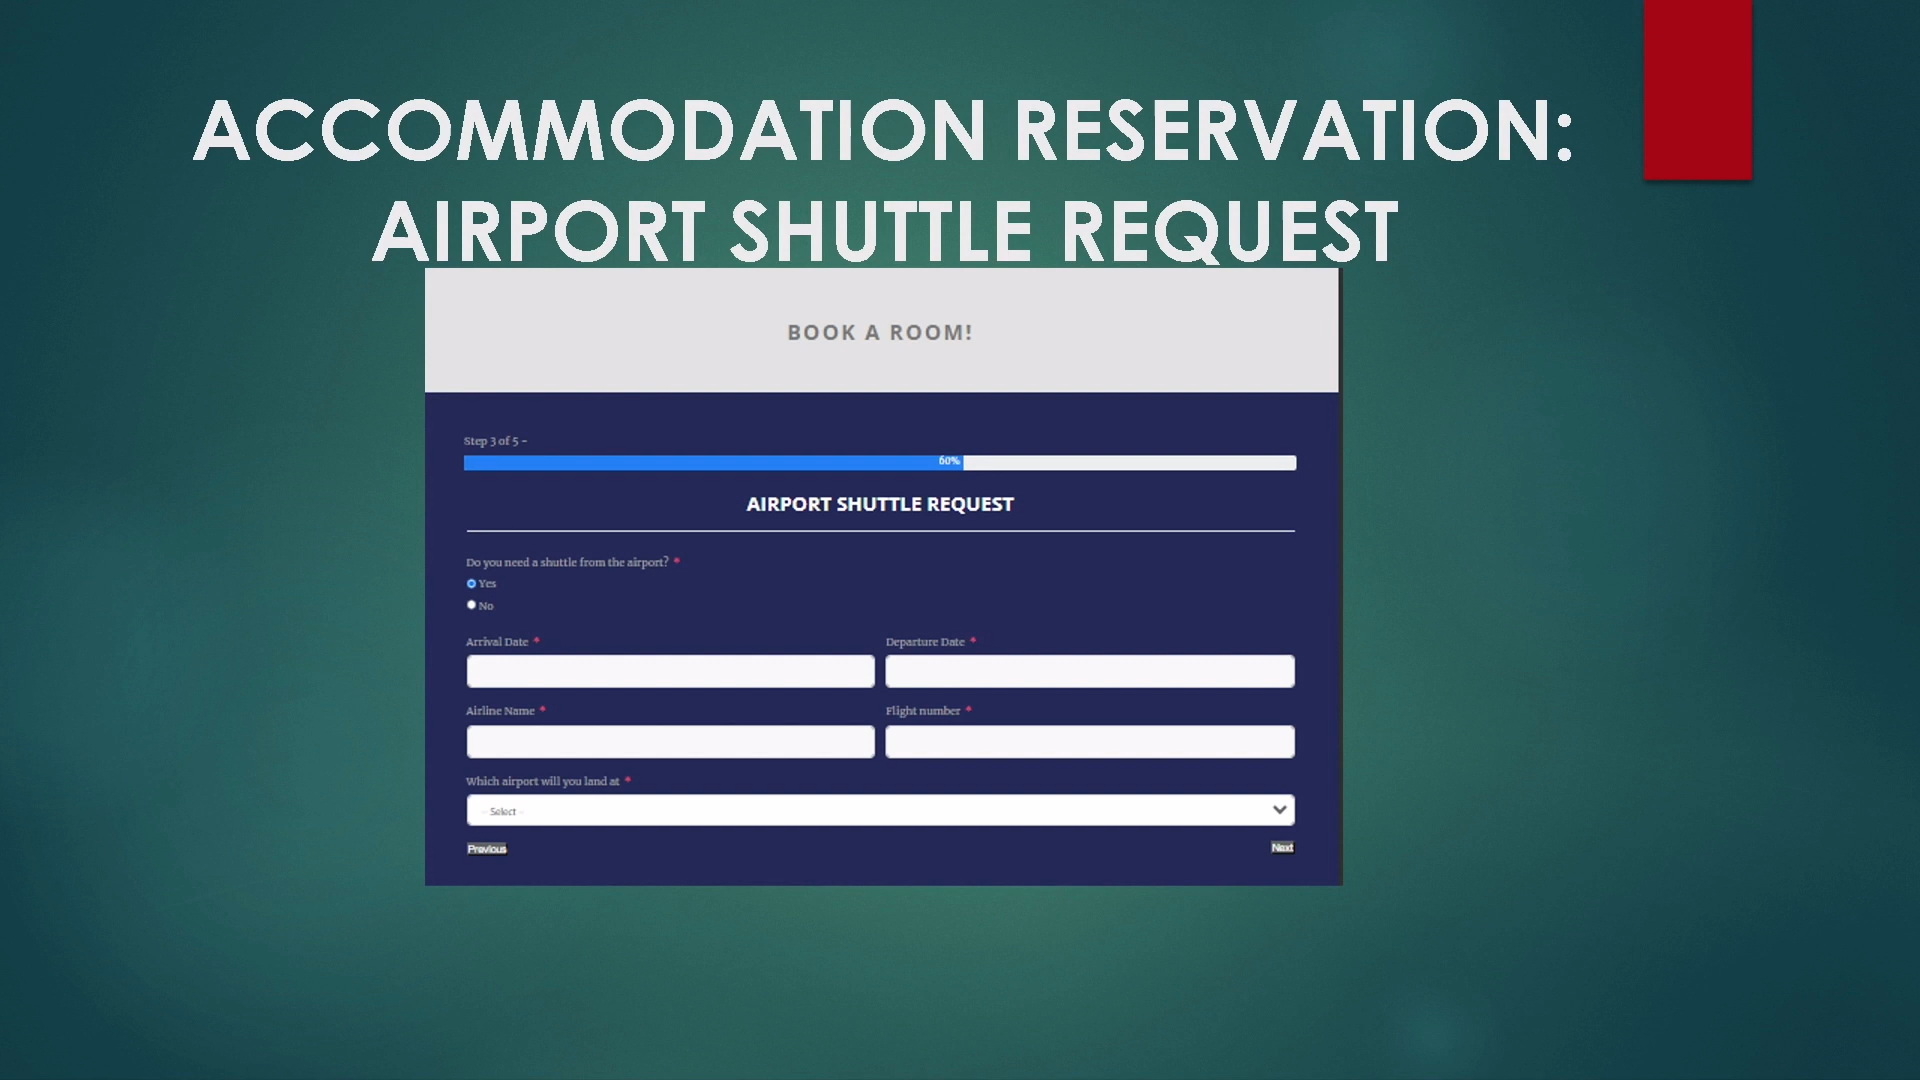 ACCOMMODATION RESERVATION:
AIRPORT SHUTTLE REQUEST
BOOK A ROOM!
Step 3 of 5 -
60%
AIRPORT SHUTTLE REQUEST
Do you need a shuttle from the airport? *
Yes
No
Arrival Date * Departure Date *
Airline Name * Flight number *
Which airport will you land at *
-- Select --
Previous Next